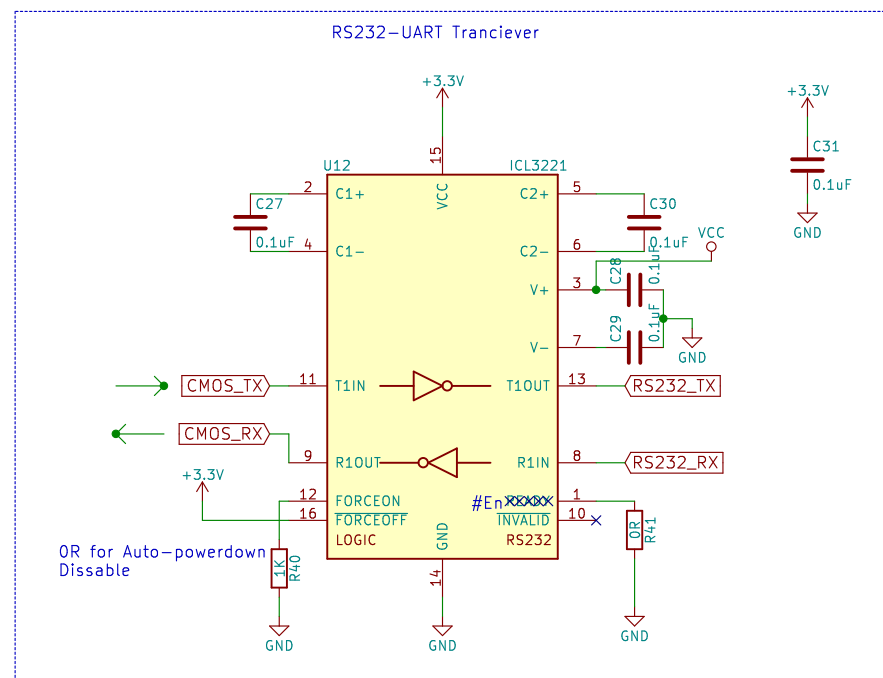 RS232-UART Tranciever
+3.3V
+3.3V
C31
0.1uF
GND
U12
ICL3221
15
VCC
2
C1+
C2+
5
C27
0.1uF
C30
0.1uF
4
C1-
C2-
6
VCC
V+
3
C28
0.1uF
C29
0.1uF
V-
7
GND
CMOS_TX
11
T1IN
T1OUT
13
RS232_TX
CMOS_RX
9
R1OUT
R1IN
8
RS232_RX
+3.3V
12
FORCEON
#En
1
16
FORCEOFF
INVALID
10
LOGIC
GND
RS232
0R for Auto-powerdown
Dissable
1K
R40
0R
R41
14
GND
GND
GND